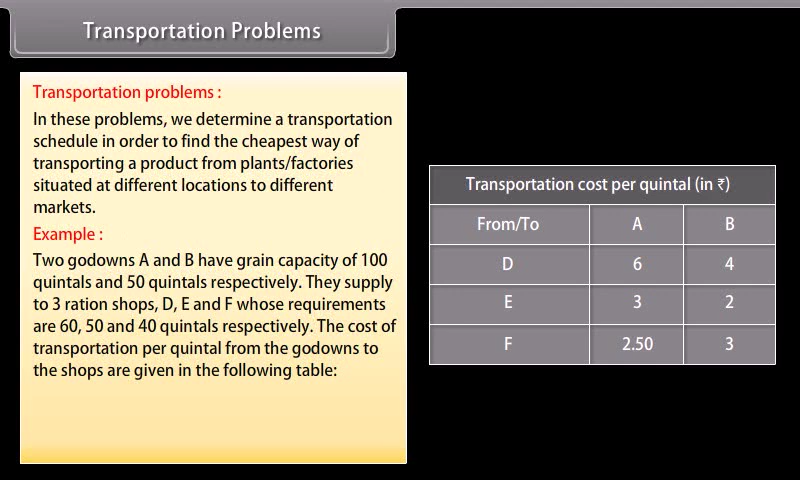 Transportation Problems
Transportation problems :
In these problems, we determine a transportation
schedule in order to find the cheapest way of
transporting a product from plants/factories
situated at different locations to different
markets.
Example :
Two godowns A and B have grain capacity of 100
quintals and 50 quintals respectively. They supply
to 3 ration shops, D, E and F whose requirements
are 60, 50 and 40 quintals respectively. The cost of
transportation per quintal from the godowns to
the shops are given in the following table:
Transportation cost per quintal (in ₹)
From/To A B
D 6 4
E 3 2
F 2.50 3